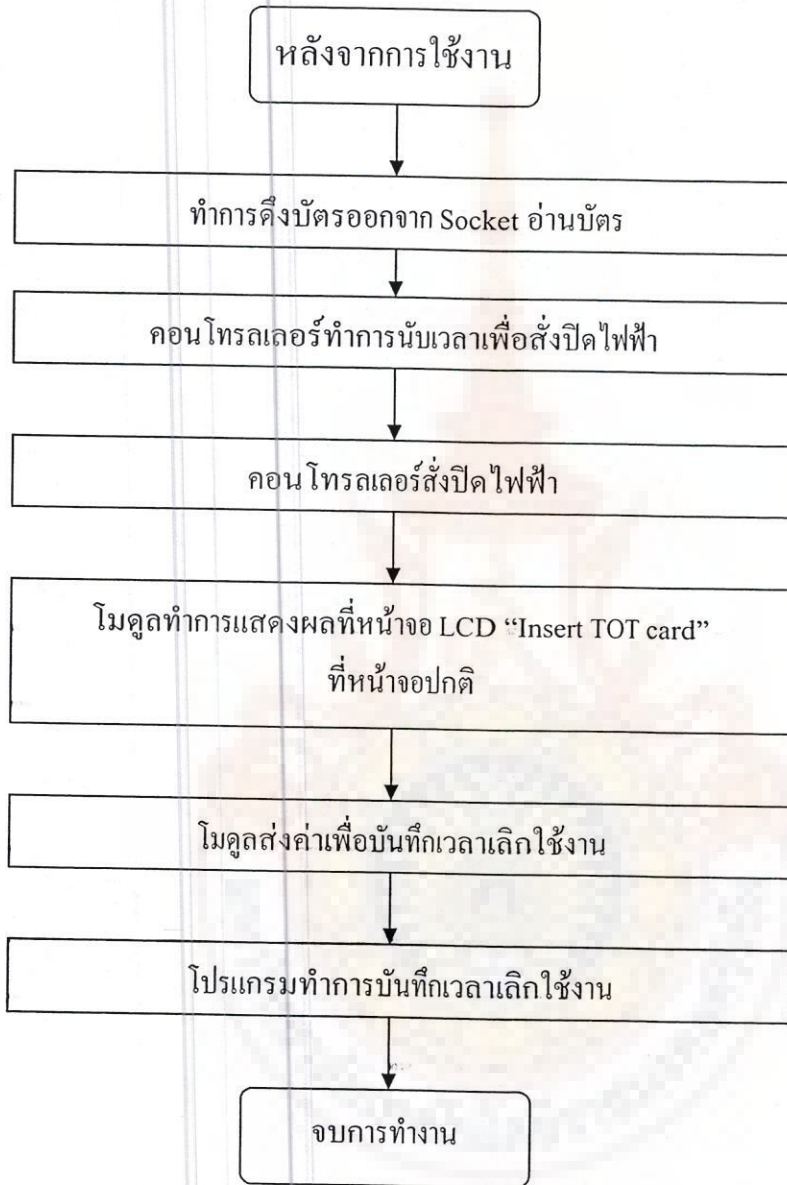 หลังจากการใช้งาน
ทำการดึงบัตรออกจาก Socket อ่านบัตร
คอนโทรลเลอร์ทำการนับเวลาเพื่อสั่งปิดไฟฟ้า
คอนโทรลเลอร์สั่งปิดไฟฟ้า
โมดูลทำการแสดงผลที่หน้าจอ LCD “Insert TOT card”
ที่หน้าจอปกติ
โมดูลส่งค่าเพื่อบันทึกเวลาเลิกใช้งาน
โปรแกรมทำการบันทึกเวลาเลิกใช้งาน
จบการทำงาน